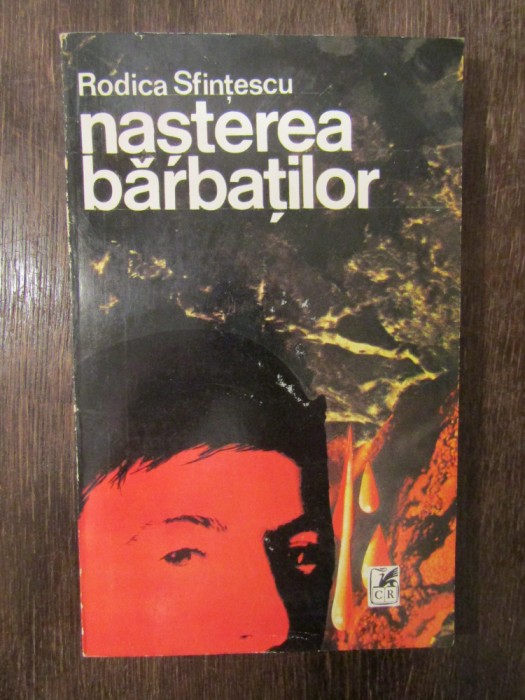 Rodica Sfințescu
nașterea
bărbaților
CR